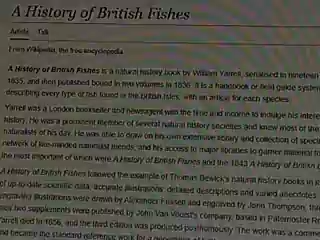 A History of British Fishes
Article Talk
From Wikipedia, the free encyclopedia
A History of British Fishes is a natural history book by William Yarrell, serialised in nineteen
1835, and then published bound in two volumes in 1836. It is a handbook or field guide system
describing every type of fish found in the British Isles, with an article for each species.
Yarrell was a London bookseller and newsagent with the time and income to indulge his interest
history. He was a prominent member of several natural history societies and knew most of the
naturalists of his day. He was able to draw on his own extensive library and collection of speci
network of like-minded naturalist friends, and his access to major libraries to garner material fo
the most important of were A History of British Fishes and the 1843 A History of British
A History of British Fishes followed the example of Thomas Bewick's natural history books in
of up-to-date scientific data, accurate illustrations, detailed descriptions and varied anecdotes
engraving illustrations were drawn by Alexander Fussell and engraved by John Thompson,
two supplements were published by John Van Voorst's company, based in Paternoster
Yarrell died in 1856, and the third edition was produced posthumously. The work was a comme
and became the standard reference work for a generation of